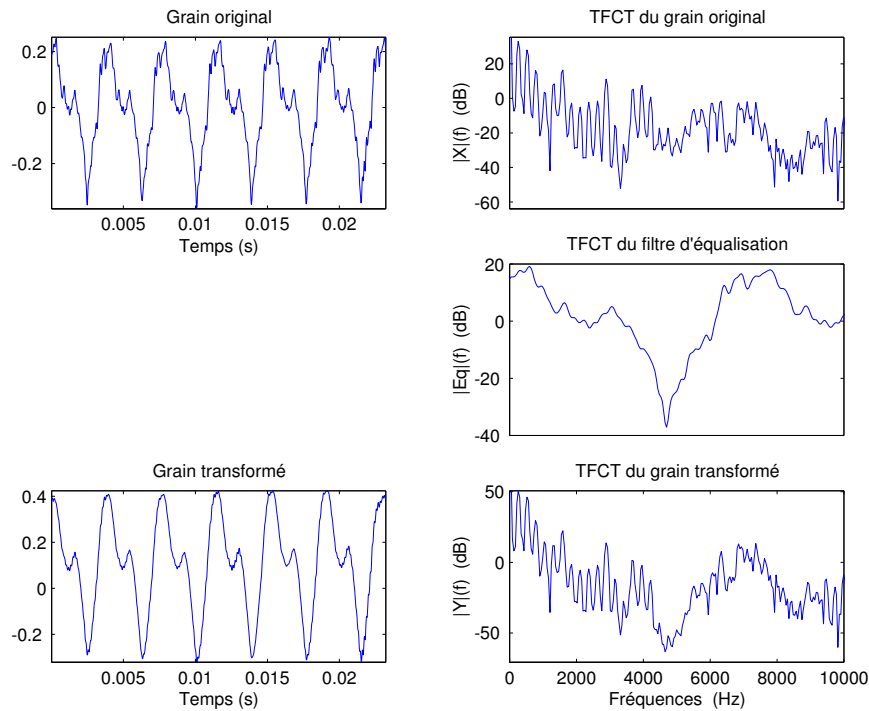 Grain original
0.2
0
-0.2
0.005 0.01 0.015 0.02
Temps (s)
TFCT du grain original
20
0
-20
-40
-60
|X|(f) (dB)
TFCT du filtre d'équalisation
20
0
-20
-40
|Eq|(f) (dB)
Grain transformé
0.4
0.2
0
-0.2
0.005 0.01 0.015 0.02
Temps (s)
TFCT du grain transformé
50
0
-50
|Y|(f) (dB)
0 2000 4000 6000 8000 10000
Fréquences (Hz)